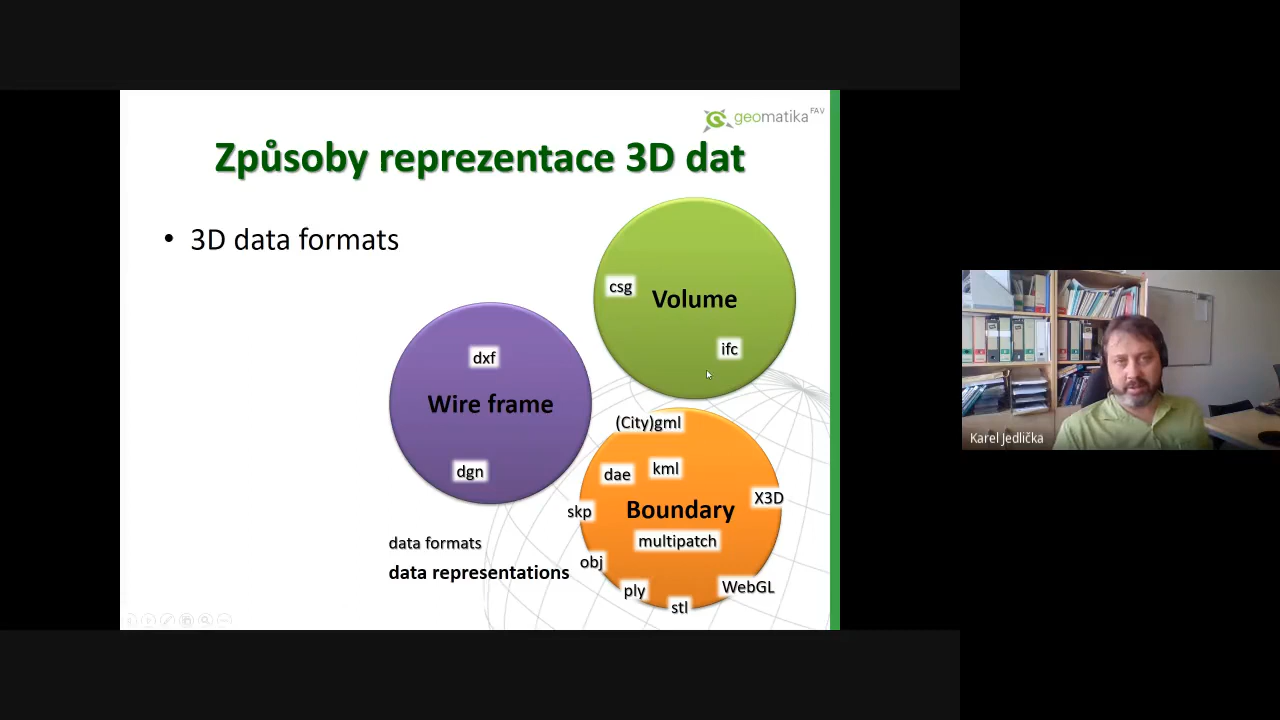 geomatika FAV
Způsoby reprezentace 3D dat
• 3D data formats
csg
Volume
ifc
dxf
Wire frame
dgn
(City)gml
dae
kml
X3D
skp
Boundary
multipatch
obj
ply
WebGL
stl
data formats
data representations
Karel Jedlička